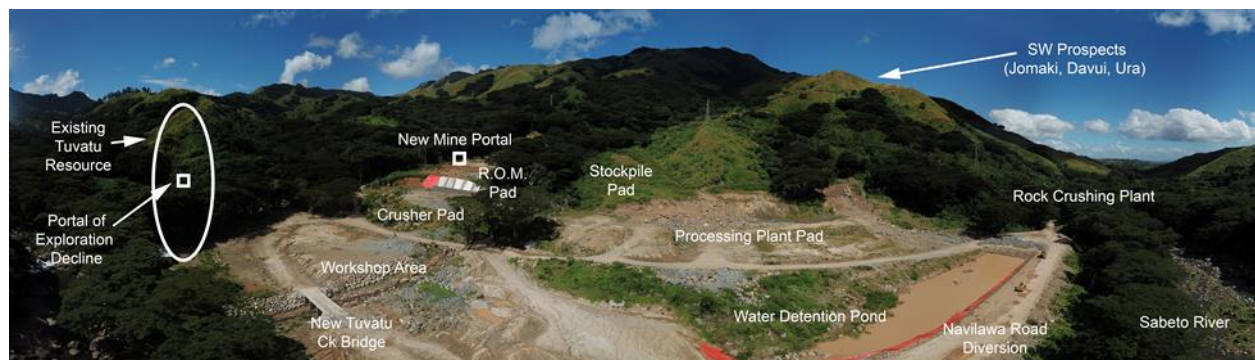 SW Prospects
(Jomaki, Davui, Ura)
Existing
Tuvatu
Resource
New Mine Portal
R.O.M.
Pad
Stockpile
Pad
Rock Crushing Plant
Portal of
Exploration
Decline
Crusher Pad
Processing Plant Pad
Workshop Area
New Tuvatu
Ck Bridge
Water Detention Pond
Navilawa Road
Diversion
Sabeto River